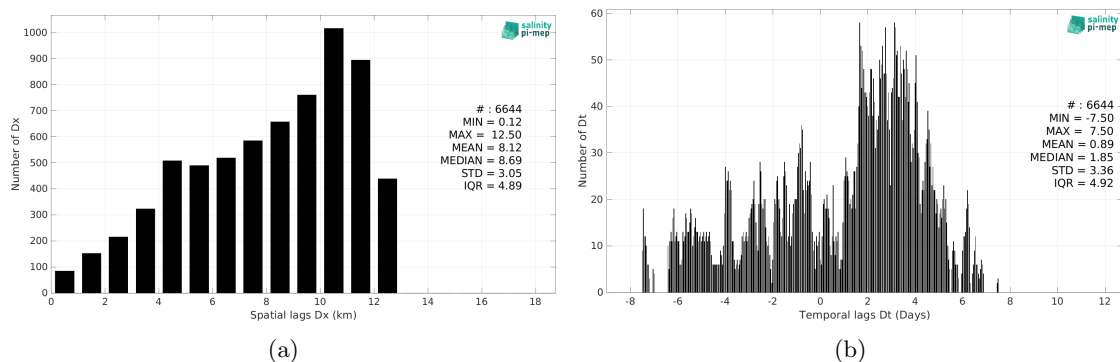 salinity
pi-mep
1000
900
800
700
600
500
400
300
200
100
0
Number of Dx
# : 6644
MIN = 0.12
MAX = 12.50
MEAN = 8.12
MEDIAN = 8.69
STD = 3.05
IQR = 4.89
0 2 4 6 8 10 12 14 16 18
Spatial lags Dx (km)
(a)
salinity
pi-mep
60
50
40
30
20
10
0
Number of Dt
# : 6644
MIN = -7.50
MAX = 7.50
MEAN = 0.89
MEDIAN = 1.85
STD = 3.36
IQR = 4.92
-8 -6 -4 -2 0 2 4 6 8 10 12
Temporal lags Dt (Days)
(b)